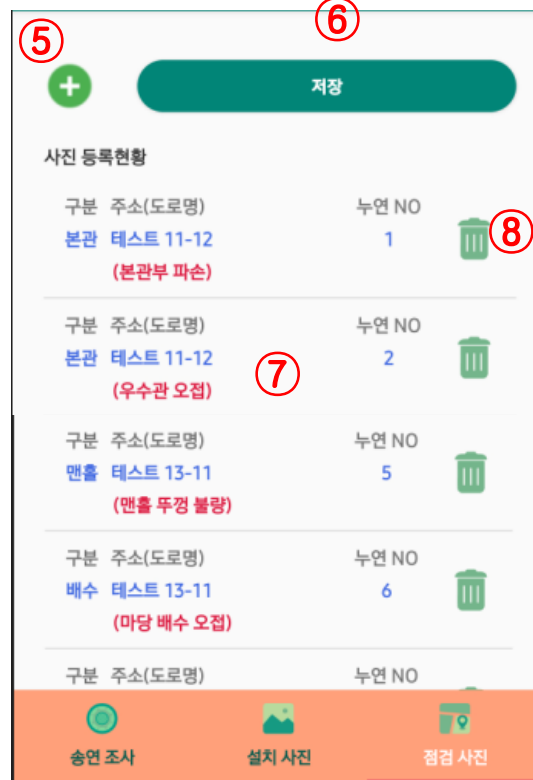 ⑤
⑥
저장
사진 등록현황
구분 주소(도로명) 누연 NO
본관 테스트 11-12 1
⑧
(본관부 파손)
구분 주소(도로명) 누연 NO
본관 테스트 11-12 2
⑦
(우수관 오접)
구분 주소(도로명) 누연 NO
맨홀 테스트 13-11 5
(맨홀 뚜껑 불량)
구분 주소(도로명) 누연 NO
배수 테스트 13-11 6
(마당 배수 오접)
구분 주소(도로명) 누연 NO
송연 조사 설치 사진 점검 사진